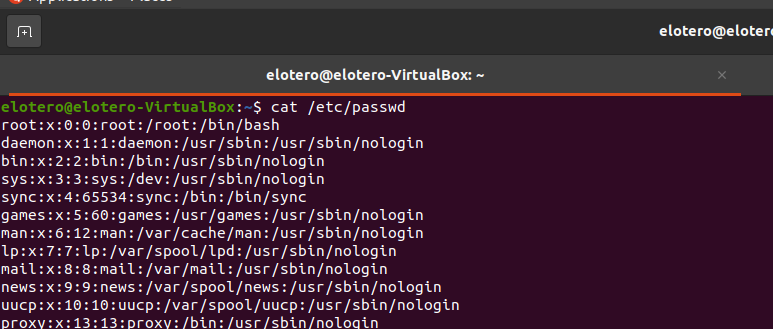 Applications
Places
elotero@elotero
elotero@elotero-VirtualBox: ~
elotero@elotero-VirtualBox:~$ cat /etc/passwd
root:x:0:0:root:/root:/bin/bash
daemon:x:1:1:daemon:/usr/sbin:/usr/sbin/nologin
bin:x:2:2:bin:/bin:/usr/sbin/nologin
sys:x:3:3:sys:/dev:/usr/sbin/nologin
sync:x:4:65534:sync:/bin:/bin/sync
games:x:5:60:games:/usr/games:/usr/sbin/nologin
man:x:6:12:man:/var/cache/man:/usr/sbin/nologin
lp:x:7:7:lp:/var/spool/lpd:/usr/sbin/nologin
mail:x:8:8:mail:/var/mail:/usr/sbin/nologin
news:x:9:9:news:/var/spool/news:/usr/sbin/nologin
uucp:x:10:10:uucp:/var/spool/uucp:/usr/sbin/nologin
proxy:x:13:13:proxy:/bin:/usr/sbin/nologin